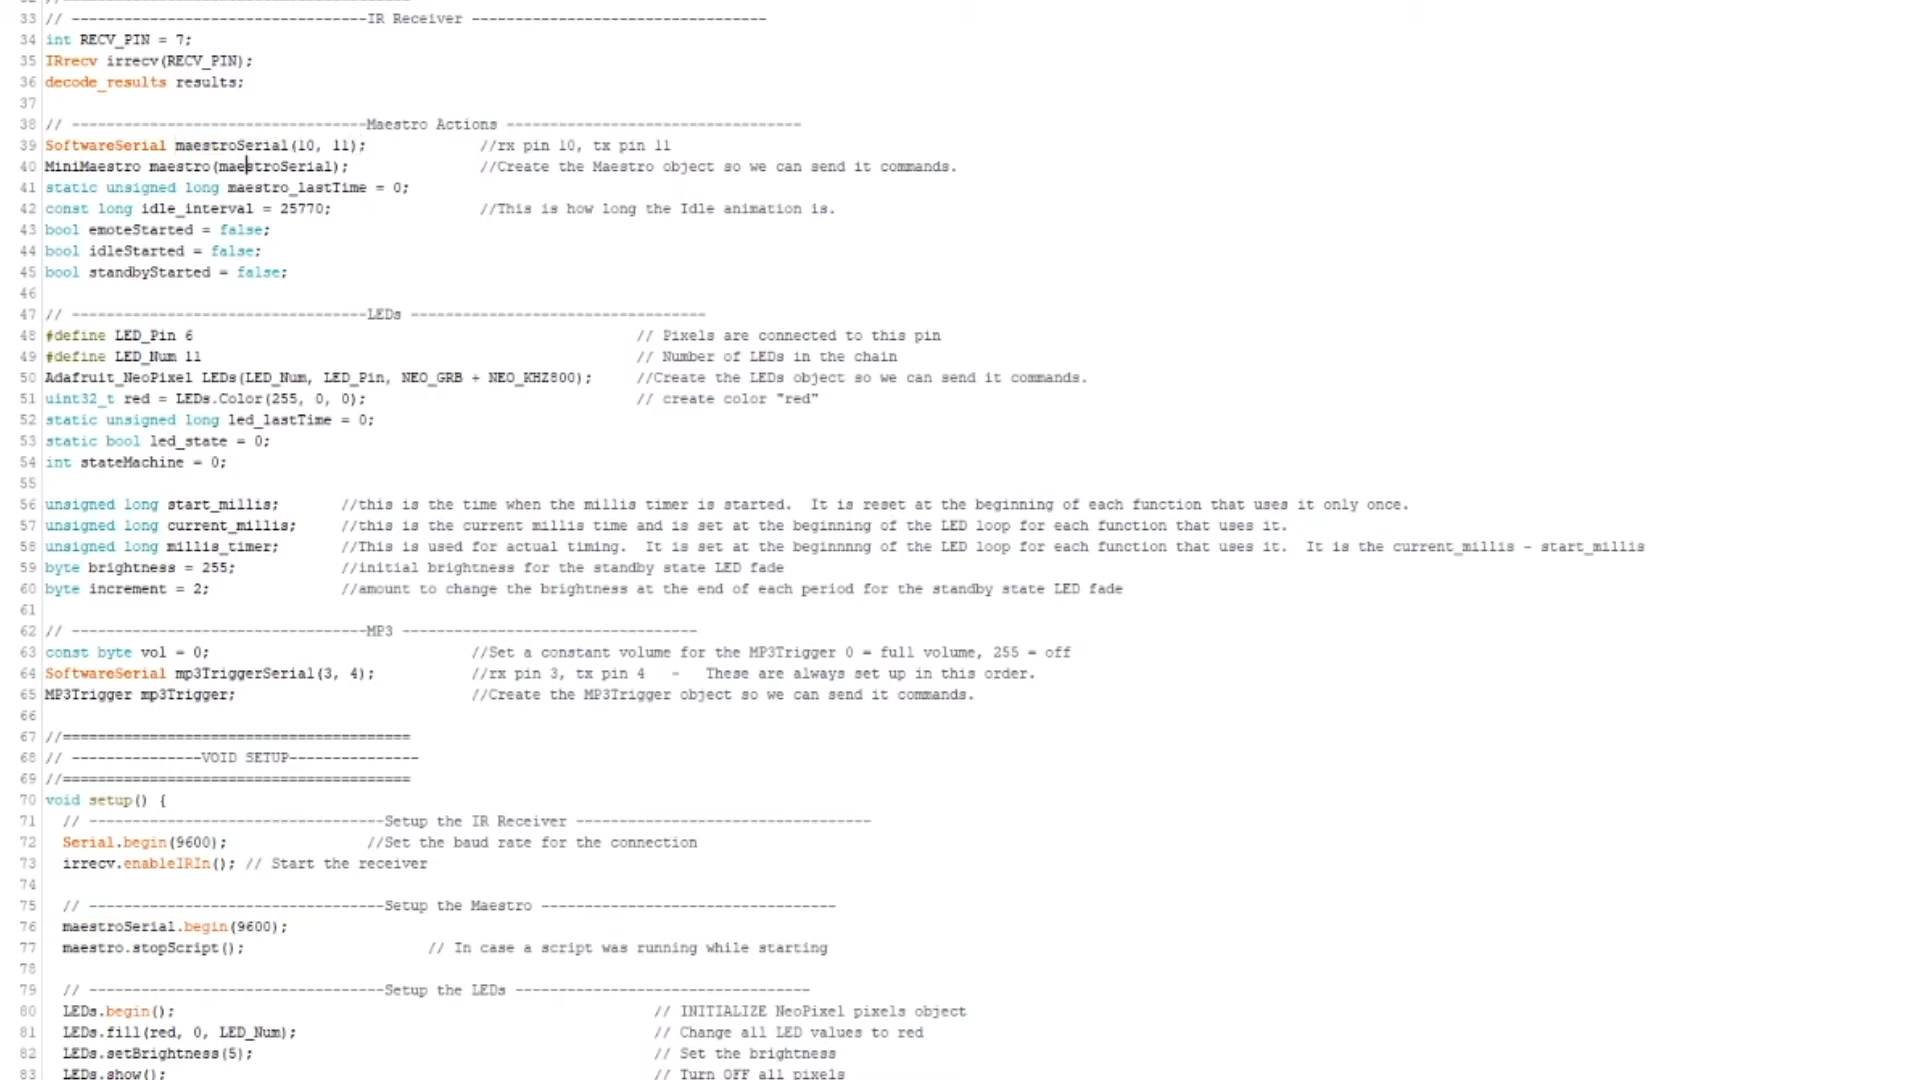 33 // ----------------------------------IR Receiver ----------------------------------
34 int RECV_PIN = 7;
35 IRrecv irrecv(RECV_PIN);
36 decode_results results;
37
38 // ----------------------------------Maestro Actions ----------------------------------
39 SoftwareSerial maestroSerial(10, 11); //rx pin 10, tx pin 11
40 MiniMaestro maestro(maestroSerial); //Create the Maestro object so we can send it commands.
41 static unsigned long maestro_lastTime = 0;
42 const long idle_interval = 25770; //This is how long the Idle animation is.
43 bool emoteStarted = false;
44 bool idleStarted = false;
45 bool standbyStarted = false;
46
47 // ----------------------------------LEDs ----------------------------------
48 #define LED_Pin 6 // Pixels are connected to this pin
49 #define LED_Num 11 // Number of LEDs in the chain
50 Adafruit_NeoPixel LEDs(LED_Num, LED_Pin, NEO_GRB + NEO_KHZ800); //Create the LEDs object so we can send it commands.
51 uint32_t red = LEDs.Color(255, 0, 0); // create color "red"
52 static unsigned long led_lastTime = 0;
53 static bool led_state = 0;
54 int stateMachine = 0;
55
56 unsigned long start_millis; //this is the time when the millis timer is started. It is reset at the beginning of each function that uses it only once.
57 unsigned long current_millis; //this is the current millis time and is set at the beginning of the LED loop for each function that uses it.
58 unsigned long millis_timer; //This is used for actual timing. It is set at the beginnng of the LED loop for each function that uses it. It is the current_millis - start_millis
59 byte brightness = 255; //initial brightness for the standby state LED fade
60 byte increment = 2; //amount to change the brightness at the end of each period for the standby state LED fade
61
62 // ----------------------------------MP3 ----------------------------------
63 const byte vol = 0; //Set a constant volume for the MP3Trigger 0 = full volume, 255 = off
64 SoftwareSerial mp3TriggerSerial(3, 4); //rx pin 3, tx pin 4 - These are always set up in this order.
65 MP3Trigger mp3Trigger; //Create the MP3Trigger object so we can send it commands.
66
67 //========================================
68 // ---------------VOID SETUP---------------
69 //========================================
70 void setup() {
71 // ----------------------------------Setup the IR Receiver ----------------------------------
72 Serial.begin(9600); //Set the baud rate for the connection
73 irrecv.enableIRIn(); // Start the receiver
74
75 // ----------------------------------Setup the Maestro ----------------------------------
76 maestroSerial.begin(9600);
77 maestro.stopScript(); // In case a script was running while starting
78
79 // ----------------------------------Setup the LEDs ----------------------------------
80 LEDs.begin(); // INITIALIZE NeoPixel pixels object
81 LEDs.fill(red, 0, LED_Num); // Change all LED values to red
82 LEDs.setBrightness(5); // Set the brightness
83 LEDs.show(); // Turn OFF all pixels